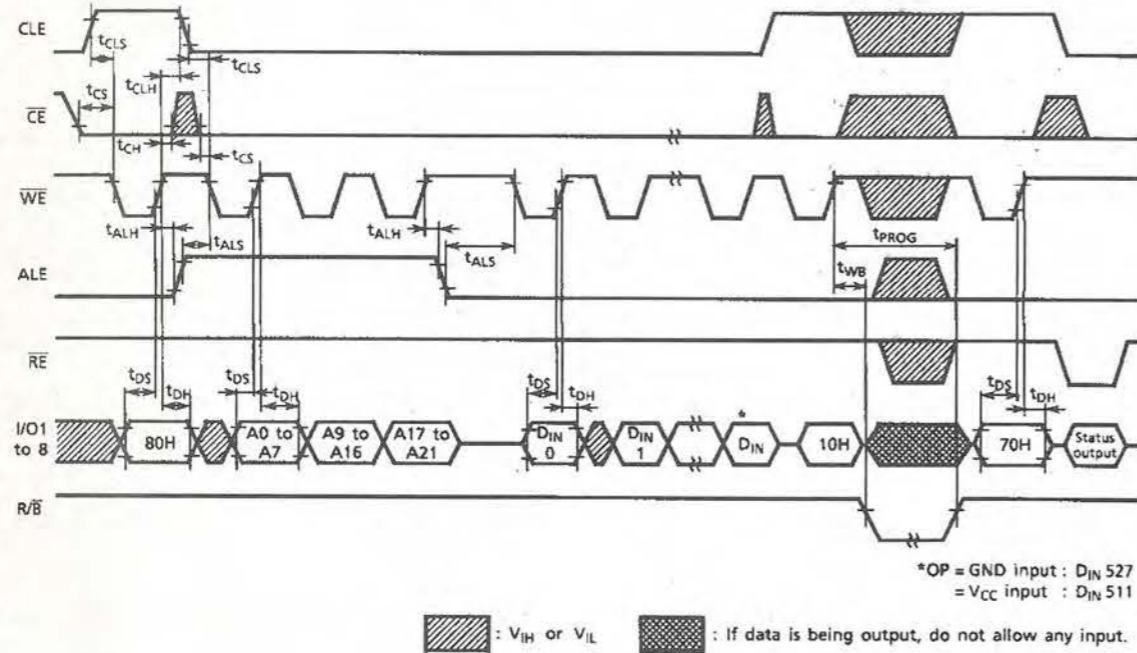 CLE
tCLS
tCLS
tCLH
tCS
CE
tCH
tCS
WE
tALH
tALS
tALH
tALS
tPROG
tWB
ALE
RE
tDS
tDH
tDS
tDH
tDS
tDH
tDS
tDH
I/O1
to 8
80H
A0 to
A7
A9 to
A16
A17 to
A21
DIN
0
DIN
1
*
DIN
10H
70H
Status
output
R/B
*OP = GND input : DIN 527
= VCC input : DIN 511
: VIH or VIL
: If data is being output, do not allow any input.